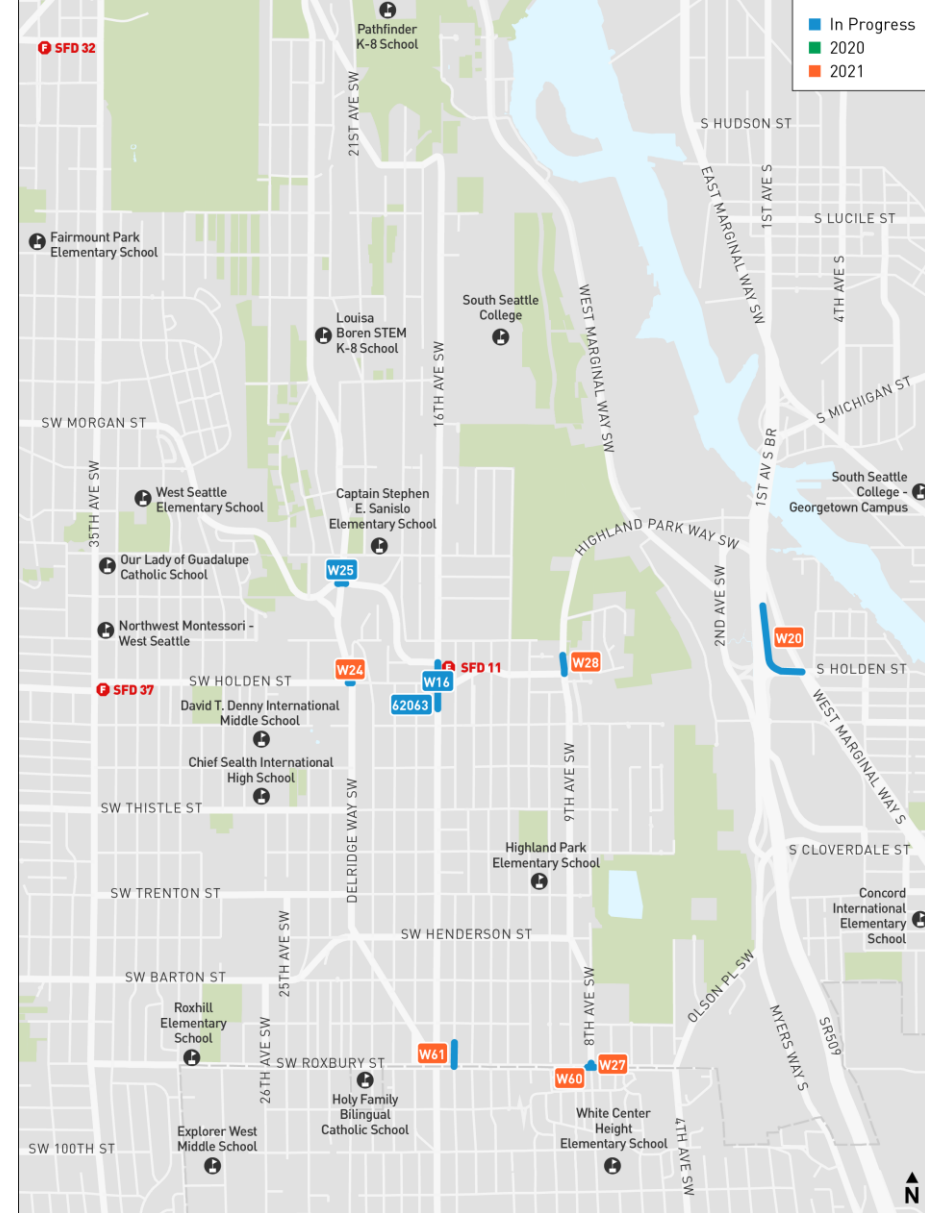 Pathfinder
K-8 School
In Progress
2020
2021
F SFD 32
21ST AVE SW
S HUDSON ST
EAST MARGINAL WAY SW
1ST AVE S
S LUCILE ST
Fairmount Park
Elementary School
4TH AVE S
WEST MARGINAL WAY SW
South Seattle
College
Louisa
Boren STEM
K-8 School
16TH AVE SW
S MICHIGAN ST
SW MORGAN ST
1ST AV S BR
35TH AVE SW
West Seattle
Elementary School
Captain Stephen
E. Sanislo
Elementary School
South Seattle
College -
Georgetown Campus
HIGHLAND PARK WAY SW
Our Lady of Guadalupe
Catholic School
W25
2ND AVE SW
Northwest Montessori -
West Seattle
W20
W24
F SFD 11
W28
S HOLDEN ST
SW HOLDEN ST
W16
F SFD 37
62063
David T. Denny International
Middle School
WEST MARGINAL WAY S
Chief Sealth International
High School
9TH AVE SW
DELRIDGE WAY SW
SW THISTLE ST
Highland Park
Elementary School
S CLOVERDALE ST
SW TRENTON ST
Concord
International
Elementary
School
25TH AVE SW
SW HENDERSON ST
SW BARTON ST
OLSON PL SW
8TH AVE SW
Roxhill
Elementary
School
26TH AVE SW
MYERS WAY S
SR509
W61
SW ROXBURY ST
W27
W60
Holy Family
Bilingual
Catholic School
White Center
Height
Elementary School
Explorer West
Middle School
4TH AVE SW
SW 100TH ST
N